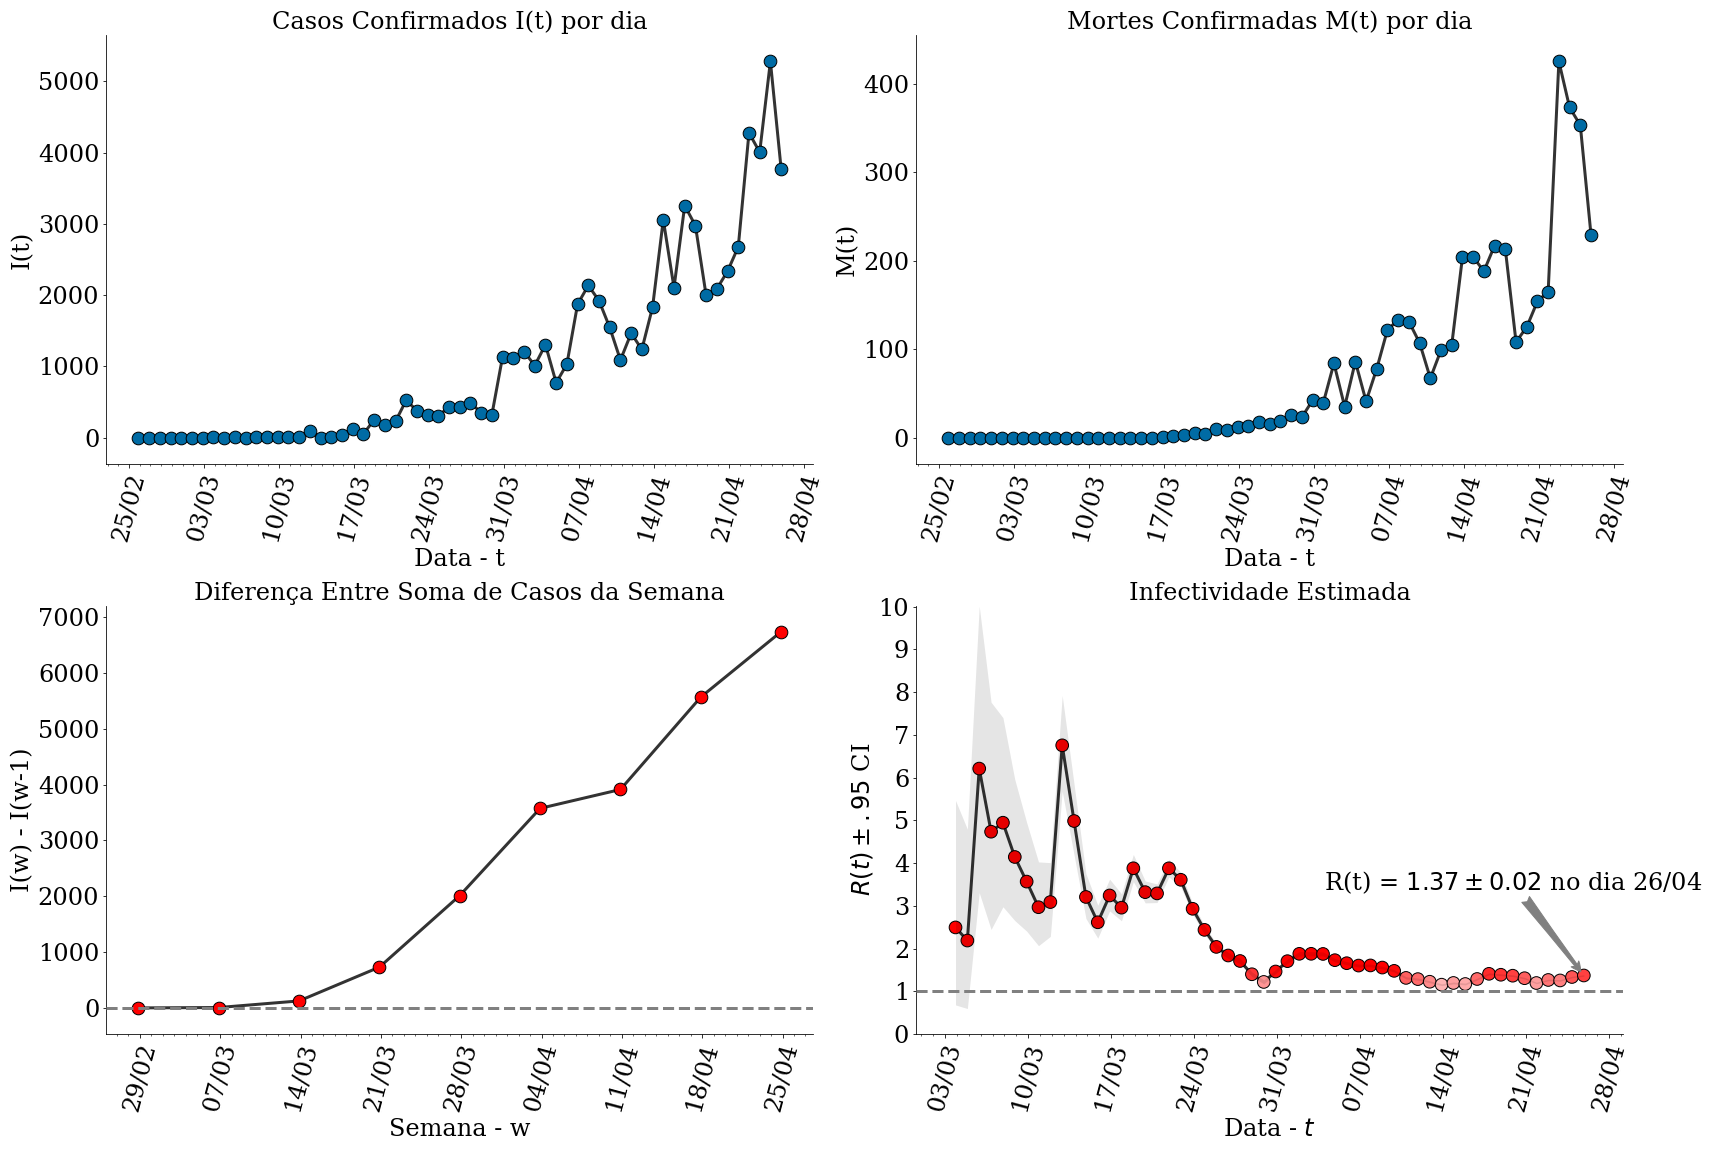 Casos Confirmados I(t) por dia
I(t)
5000
4000
3000
2000
1000
0
25/02 03/03 10/03 17/03 24/03 31/03 07/04 14/04 21/04 28/04
Data - t
Mortes Confirmadas M(t) por dia
M(t)
400
300
200
100
0
25/02 03/03 10/03 17/03 24/03 31/03 07/04 14/04 21/04 28/04
Data - t
Diferença Entre Soma de Casos da Semana
I(w) - I(w-1)
7000
6000
5000
4000
3000
2000
1000
0
29/02 07/03 14/03 21/03 28/03 04/04 11/04 18/04 25/04
Semana - w
Infectividade Estimada
R(t) ± .95 CI
10
9
8
7
6
5
4
3
2
1
0
R(t) = 1.37 ± 0.02 no dia 26/04
03/03 10/03 17/03 24/03 31/03 07/04 14/04 21/04 28/04
Data - t